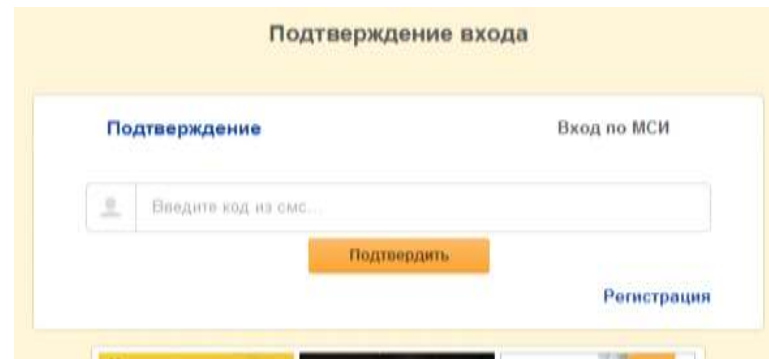 Подтверждение входа
Подтверждение
Вход по МСИ
Введите код из смс...
Подтвердить
Регистрация